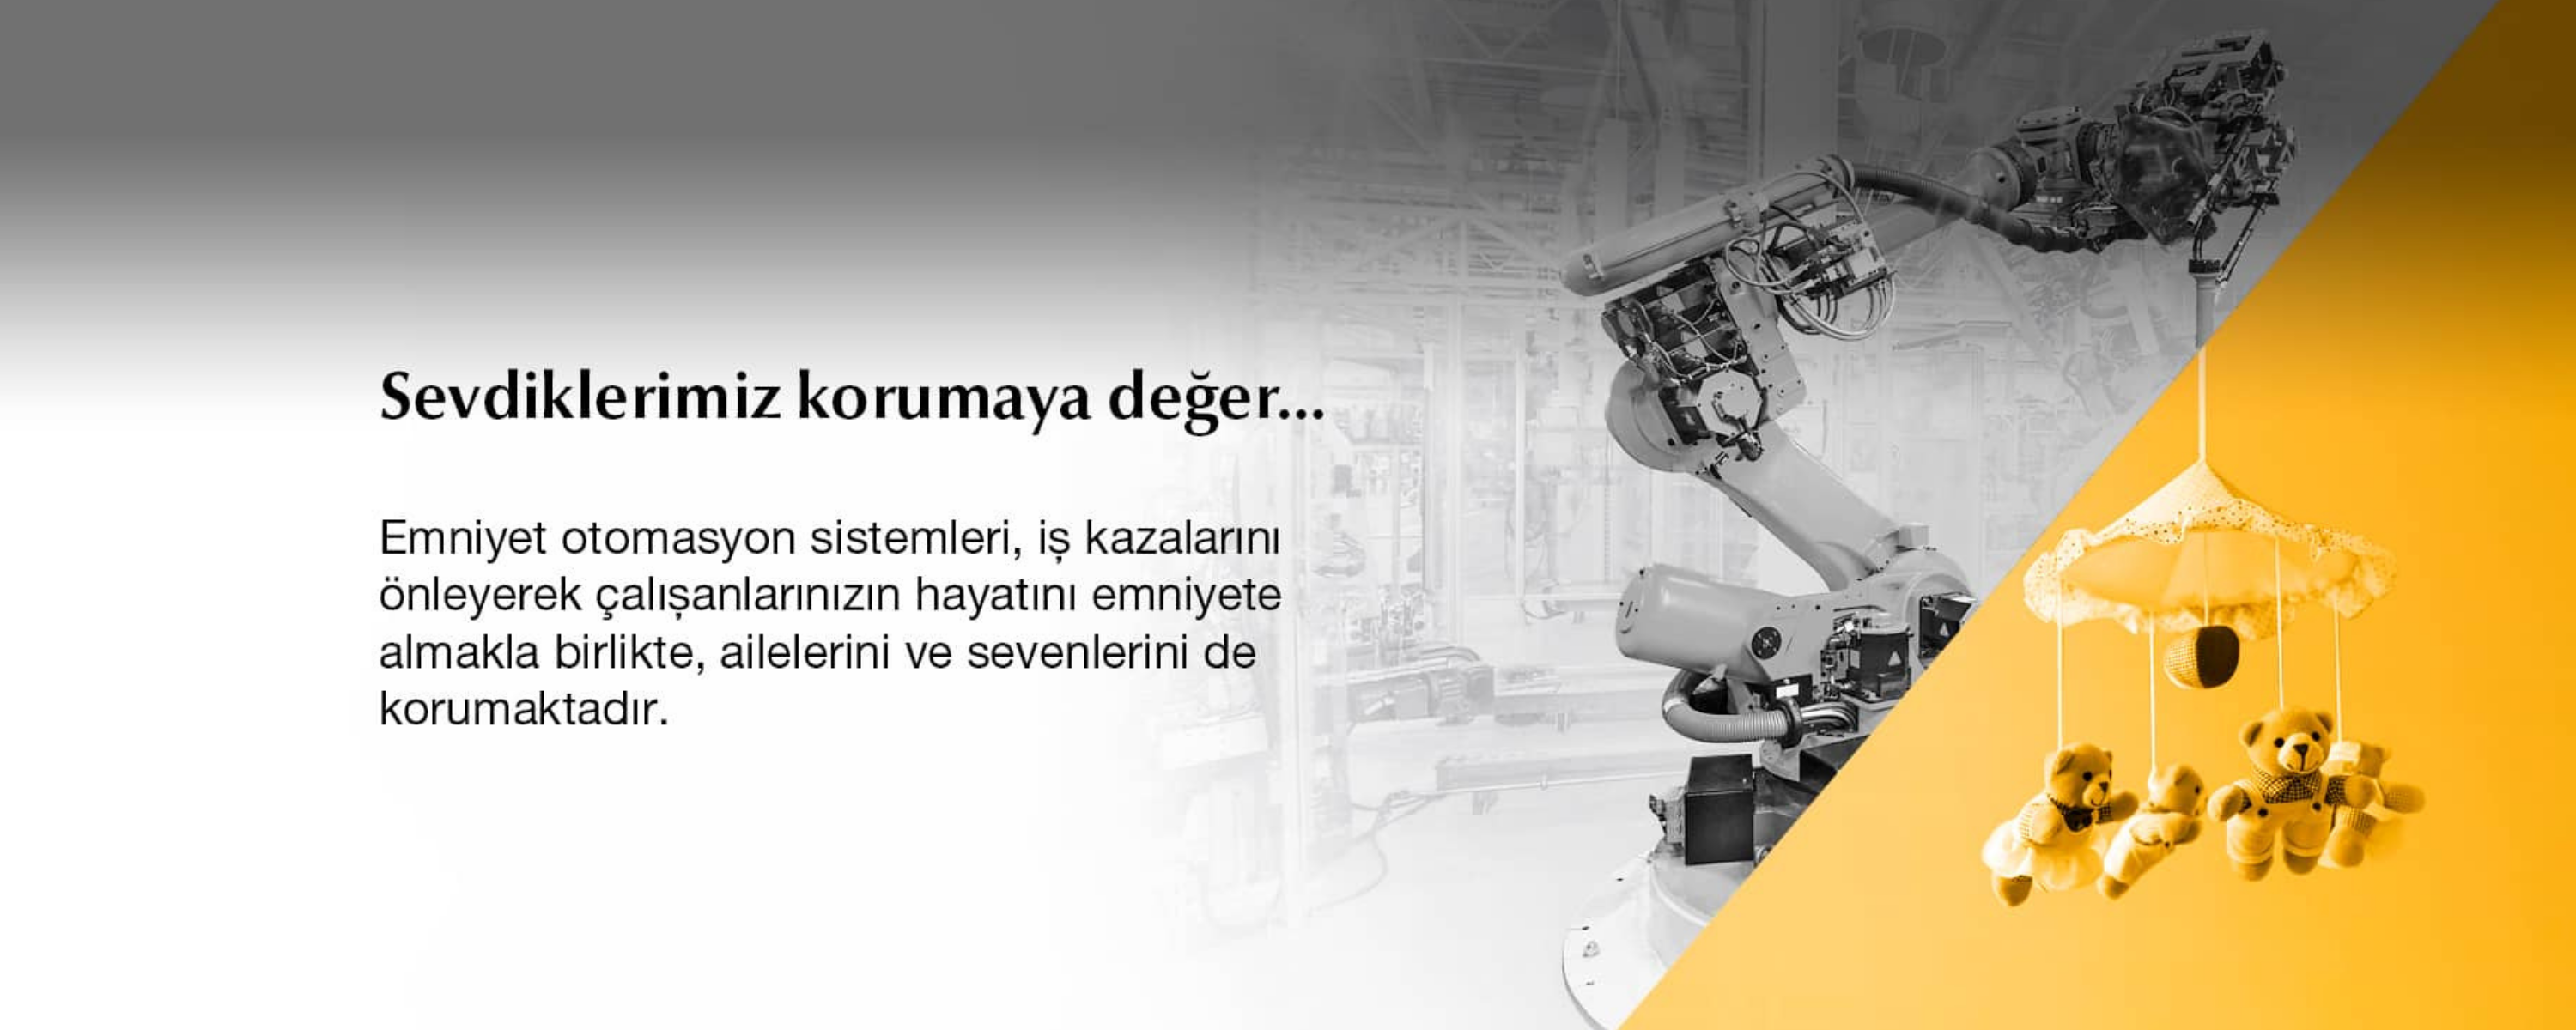 Sevdiklerimiz korumaya değer...
Emniyet otomasyon sistemleri, iş kazalarını
önleyerek çalışanlarınızın hayatını emniyete
almakla birlikte, ailelerini ve sevenlerini de
korumaktadır.